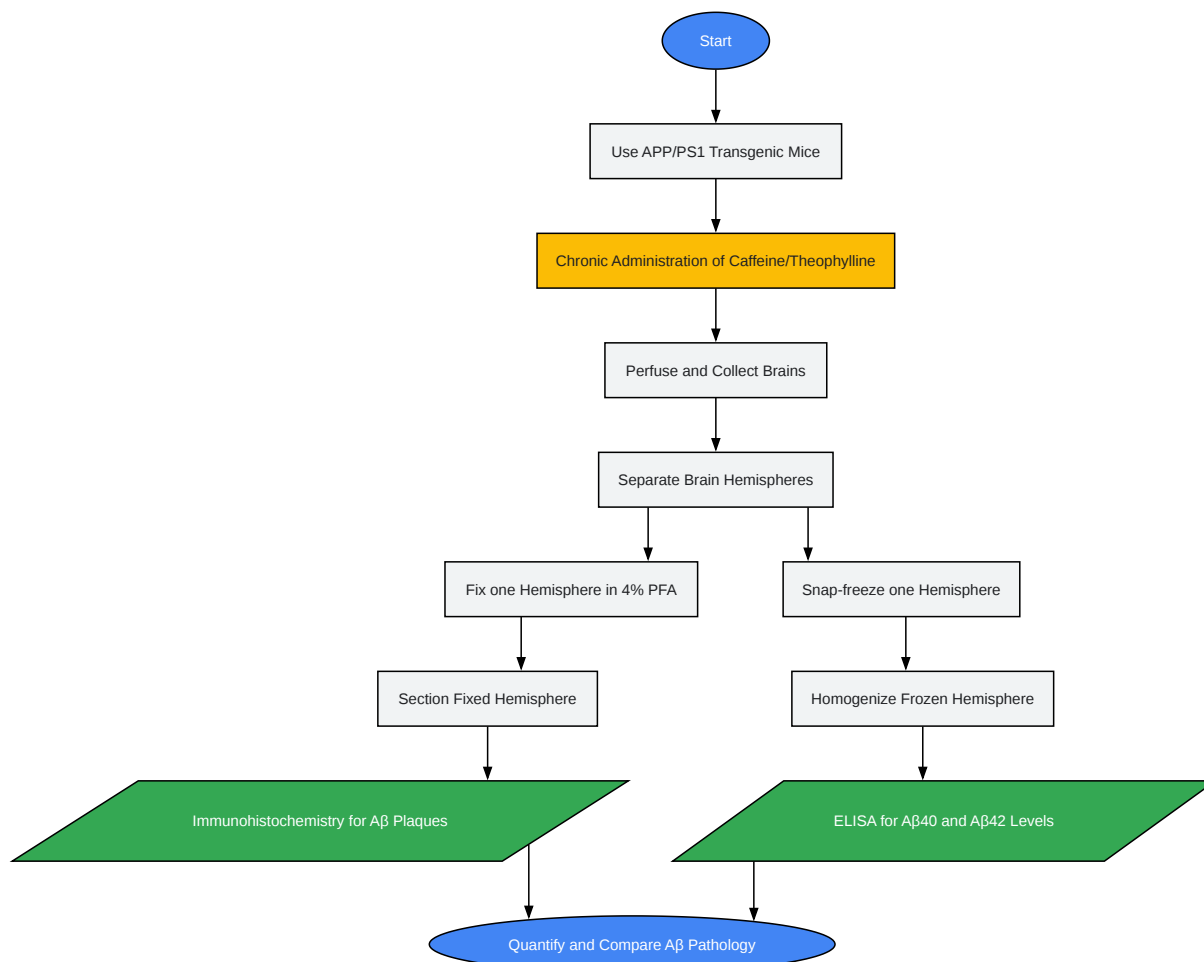 Start
Use APP/PS1 Transgenic Mice
Chronic Administration of Caffeine/Theophylline
Perfuse and Collect Brains
Separate Brain Hemispheres
Fix one Hemisphere in 4% PFA
Snap-freeze one Hemisphere
Section Fixed Hemisphere
Homogenize Frozen Hemisphere
Immunohistochemistry for Aβ Plaques
ELISA for Aβ40 and Aβ42 Levels
Quantify and Compare Aβ Pathology